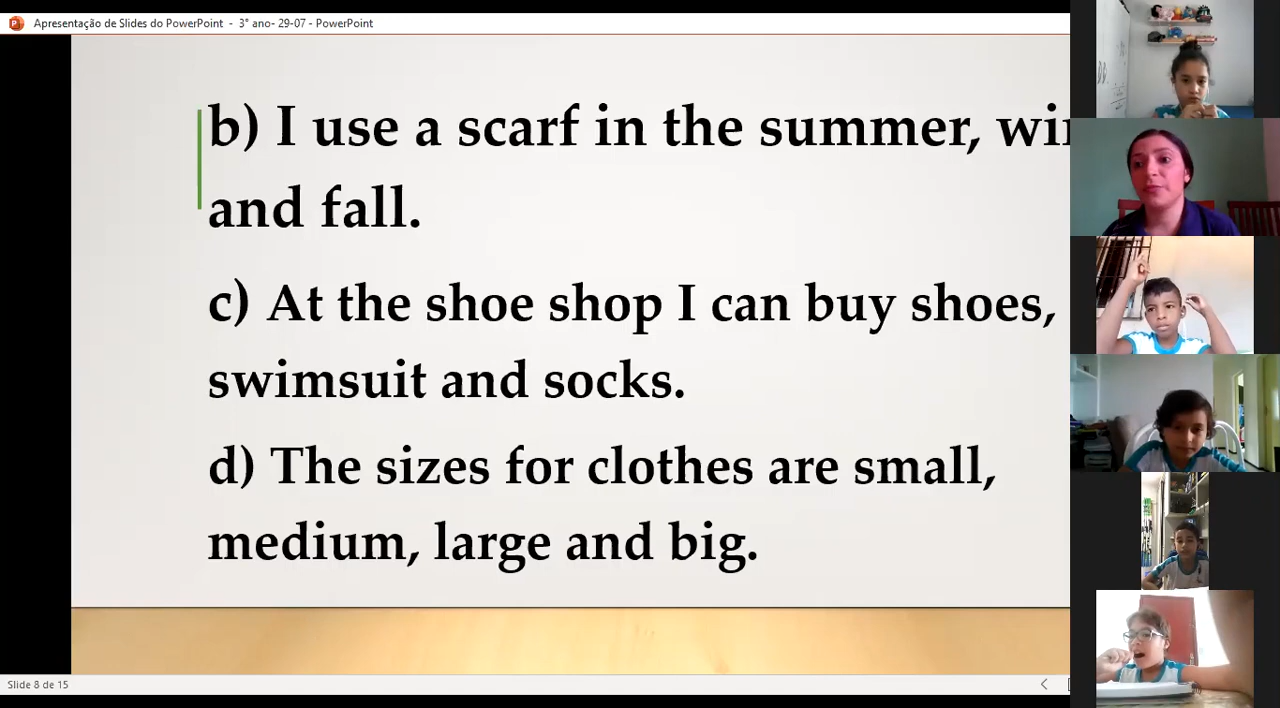 Apresentação de Slides do PowerPoint - 3° ano- 29-07 - PowerPoint
b) I use a scarf in the summer,
and fall.
c) At the shoe shop I can buy shoes,
swimsuit and socks.
d) The sizes for clothes are small,
medium, large and big.
Slide 8 de 15